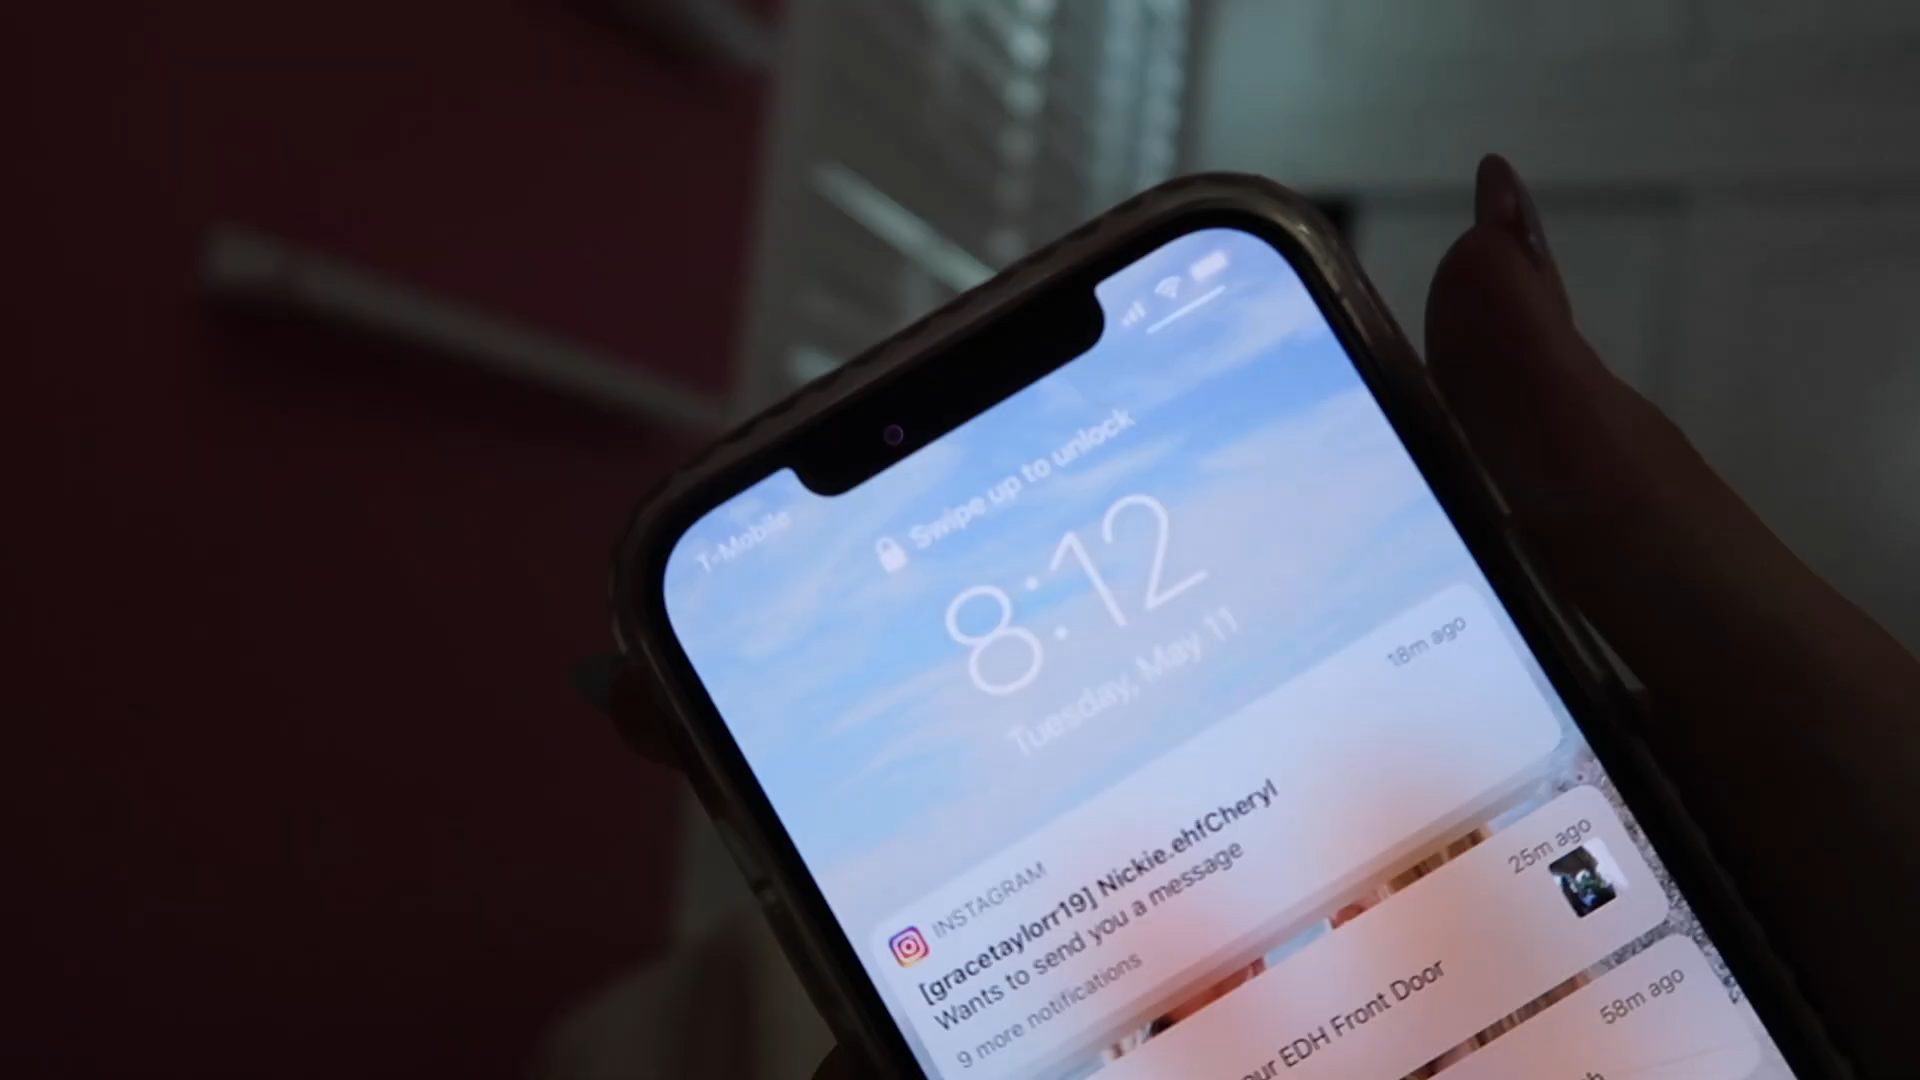 T-Mobile
Swipe up to unlock
8:12
Tuesday, May 11
INSTAGRAM
18m ago
[gracetaylorr19] Nickie.ehfCheryl
Wants to send you a message
9 more notifications
25m ago
EDH Front Door
58m ago